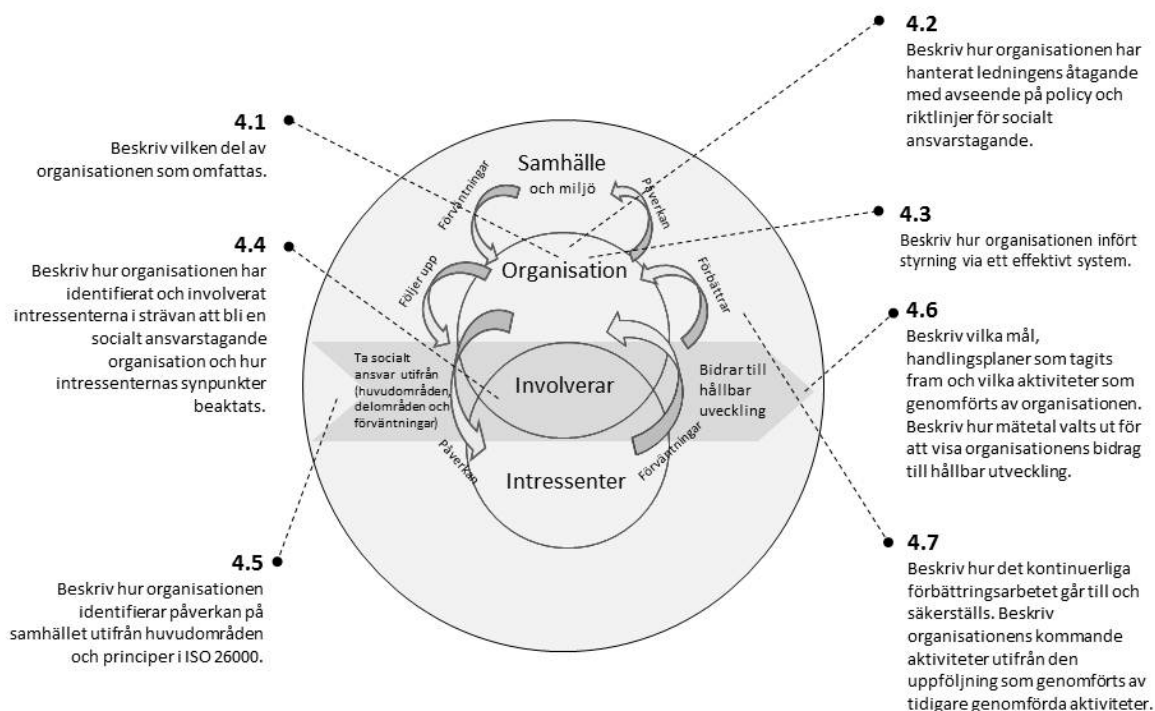 4.1
Beskriv vilken del av
organisationen som omfattas.
4.4
Beskriv hur organisationen har
identifierat och involverat
intressenterna i strävan att bli en
socialt ansvarstagande
organisation och hur
intressenternas synpunkter
beaktats.
4.5
Beskriv hur organisationen
identifierar påverkan på
samhället utifrån huvudområden
och principer i ISO 26000.
Samhälle
och miljö
Förväntningar
Påverkan
Organisation
Följer upp
Förbättrar
Ta socialt
ansvar utifrån
(huvudområden,
delområden och
förväntningar)
Involverar
Bidrar till
hållbar
uveckling
Påverkan
Förväntningar
Intressenter
4.2
Beskriv hur organisationen har
hanterat ledningens åtagande
med avseende på policy och
riktlinjer för socialt
ansvarstagande.
4.3
Beskriv hur organisationen infört
styrning via ett effektivt system.
4.6
Beskriv vilka mål,
handlingsplaner som tagits
fram och vilka aktiviteter som
genomförts av organisationen.
Beskriv hur mätetal valts ut för
att visa organisationens bidrag
till hållbar utveckling.
4.7
Beskriv hur det kontinuerliga
förbättringsarbetet går till och
säkerställs. Beskriv
organisationens kommande
aktiviteter utifrån den
uppföljning som genomförts av
tidigare genomförda aktiviteter.